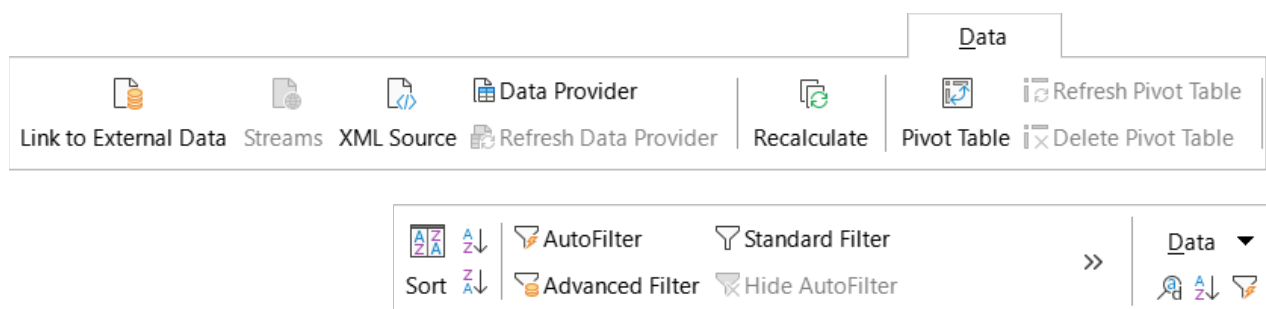 Data
Data Provider
Link to External Data Streams XML Source Refresh Data Provider Recalculate Pivot Table Refresh Pivot Table
Delete Pivot Table
AutoFilter Standard Filter Data
Sort Advanced Filter Hide AutoFilter